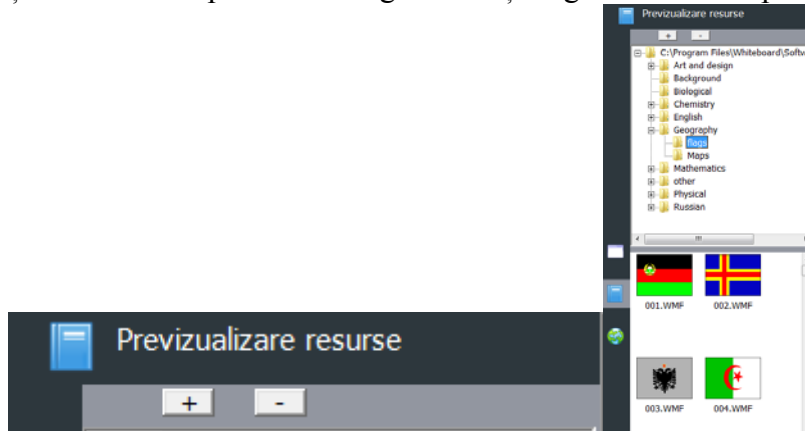 Previzualizare resurse
+ -
C:\Program Files\Whiteboard\Softw
Art and design
Background
Biological
Chemistry
English
Geography
flags
Maps
Mathematics
other
Physical
Russian
001.WMF 002.WMF
003.WMF 004.WMF
Previzualizare resurse
+ -